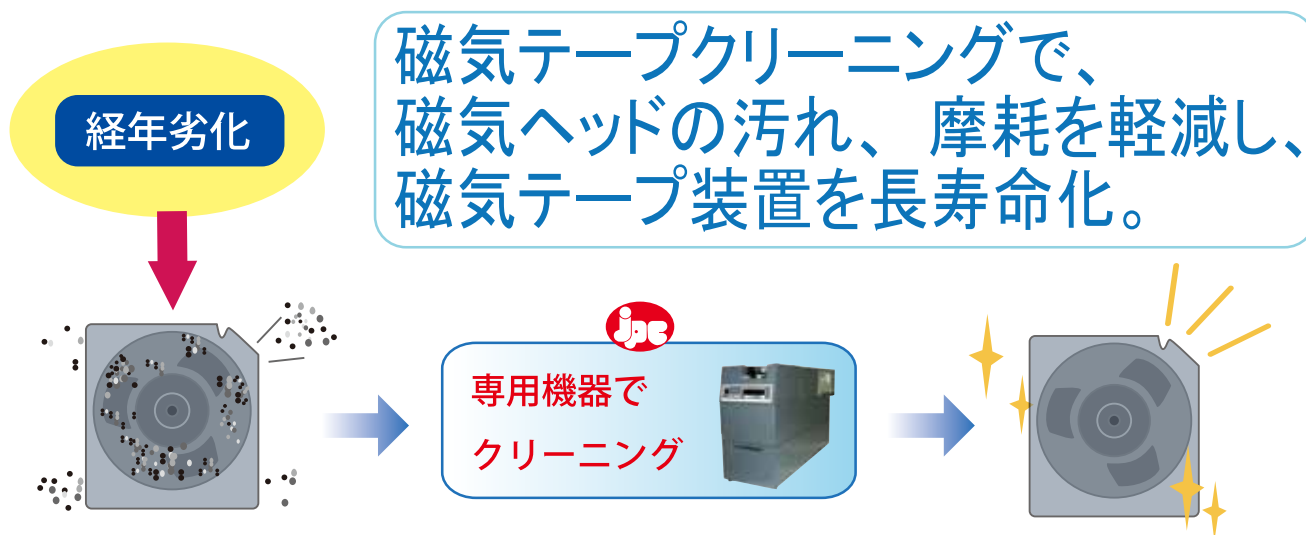 経年劣化
磁気テープクリーニングで、
磁気ヘッドの汚れ、摩耗を軽減し、
磁気テープ装置を長寿命化。
jpc
専用機器で
クリーニング